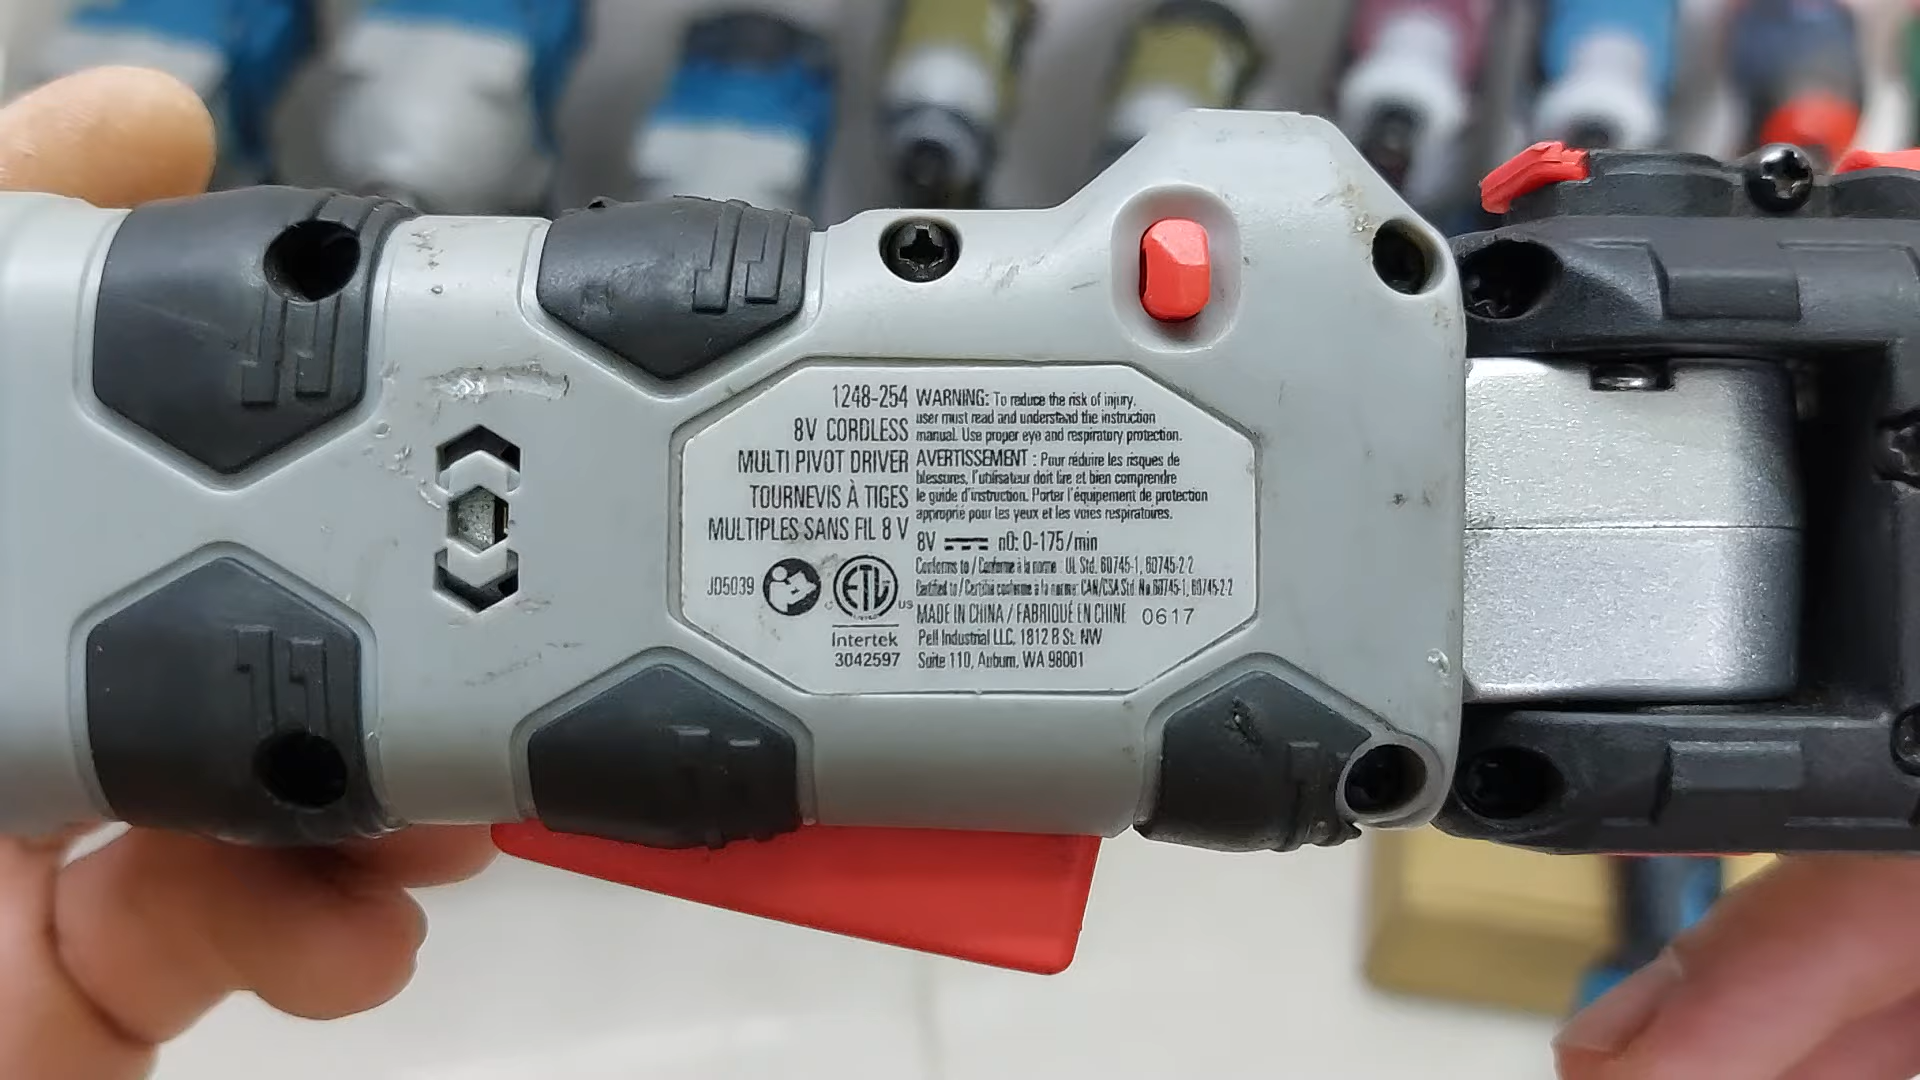 1248-254
8V CORDLESS
MULTI PIVOT DRIVER
TOURNEVIS À TIGES
MULTIPLES SANS FIL 8 V
JD5039
ETL
C US
Intertek
3042597
WARNING: To reduce the risk of injury,
user must read and understand the instruction
manual. Use proper eye and respiratory protection.
AVERTISSEMENT : Pour réduire les risques de
blessures, l'utilisateur doit lire et bien comprendre
le guide d'instruction. Porter l'équipement de protection
approprié pour les yeux et les voies respiratoires.
8V n0: 0-175/min
Conforms to / Conforme à la norme : UL Std. 60745-1, 60745-2-2
Certified to / Certifié conforme à la norme: CAN/CSA Std No.60745-1, 60745-2-2
MADE IN CHINA / FABRIQUÉ EN CHINE 0617
Pell Industrial LLC, 1812 B St. NW
Suite 110, Auburn, WA 98001